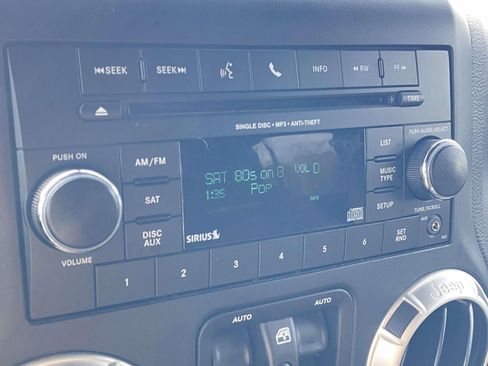 SEEK SEEK INFO RW FF
TIME
SINGLE DISC • MP3 • ANTI-THEFT
PUSH ON
AM/FM
SAT
DISC AUX
VOLUME
SAT 80s on 8 VOL 0
1:35 Pop INFO
SIRIUS
LIST
MUSIC TYPE
SETUP
PUSH AUDIO/SELECT
TUNE/SCROLL
AUX
1 2 3 4 5 6 SET RND
AUTO AUTO
Jeep